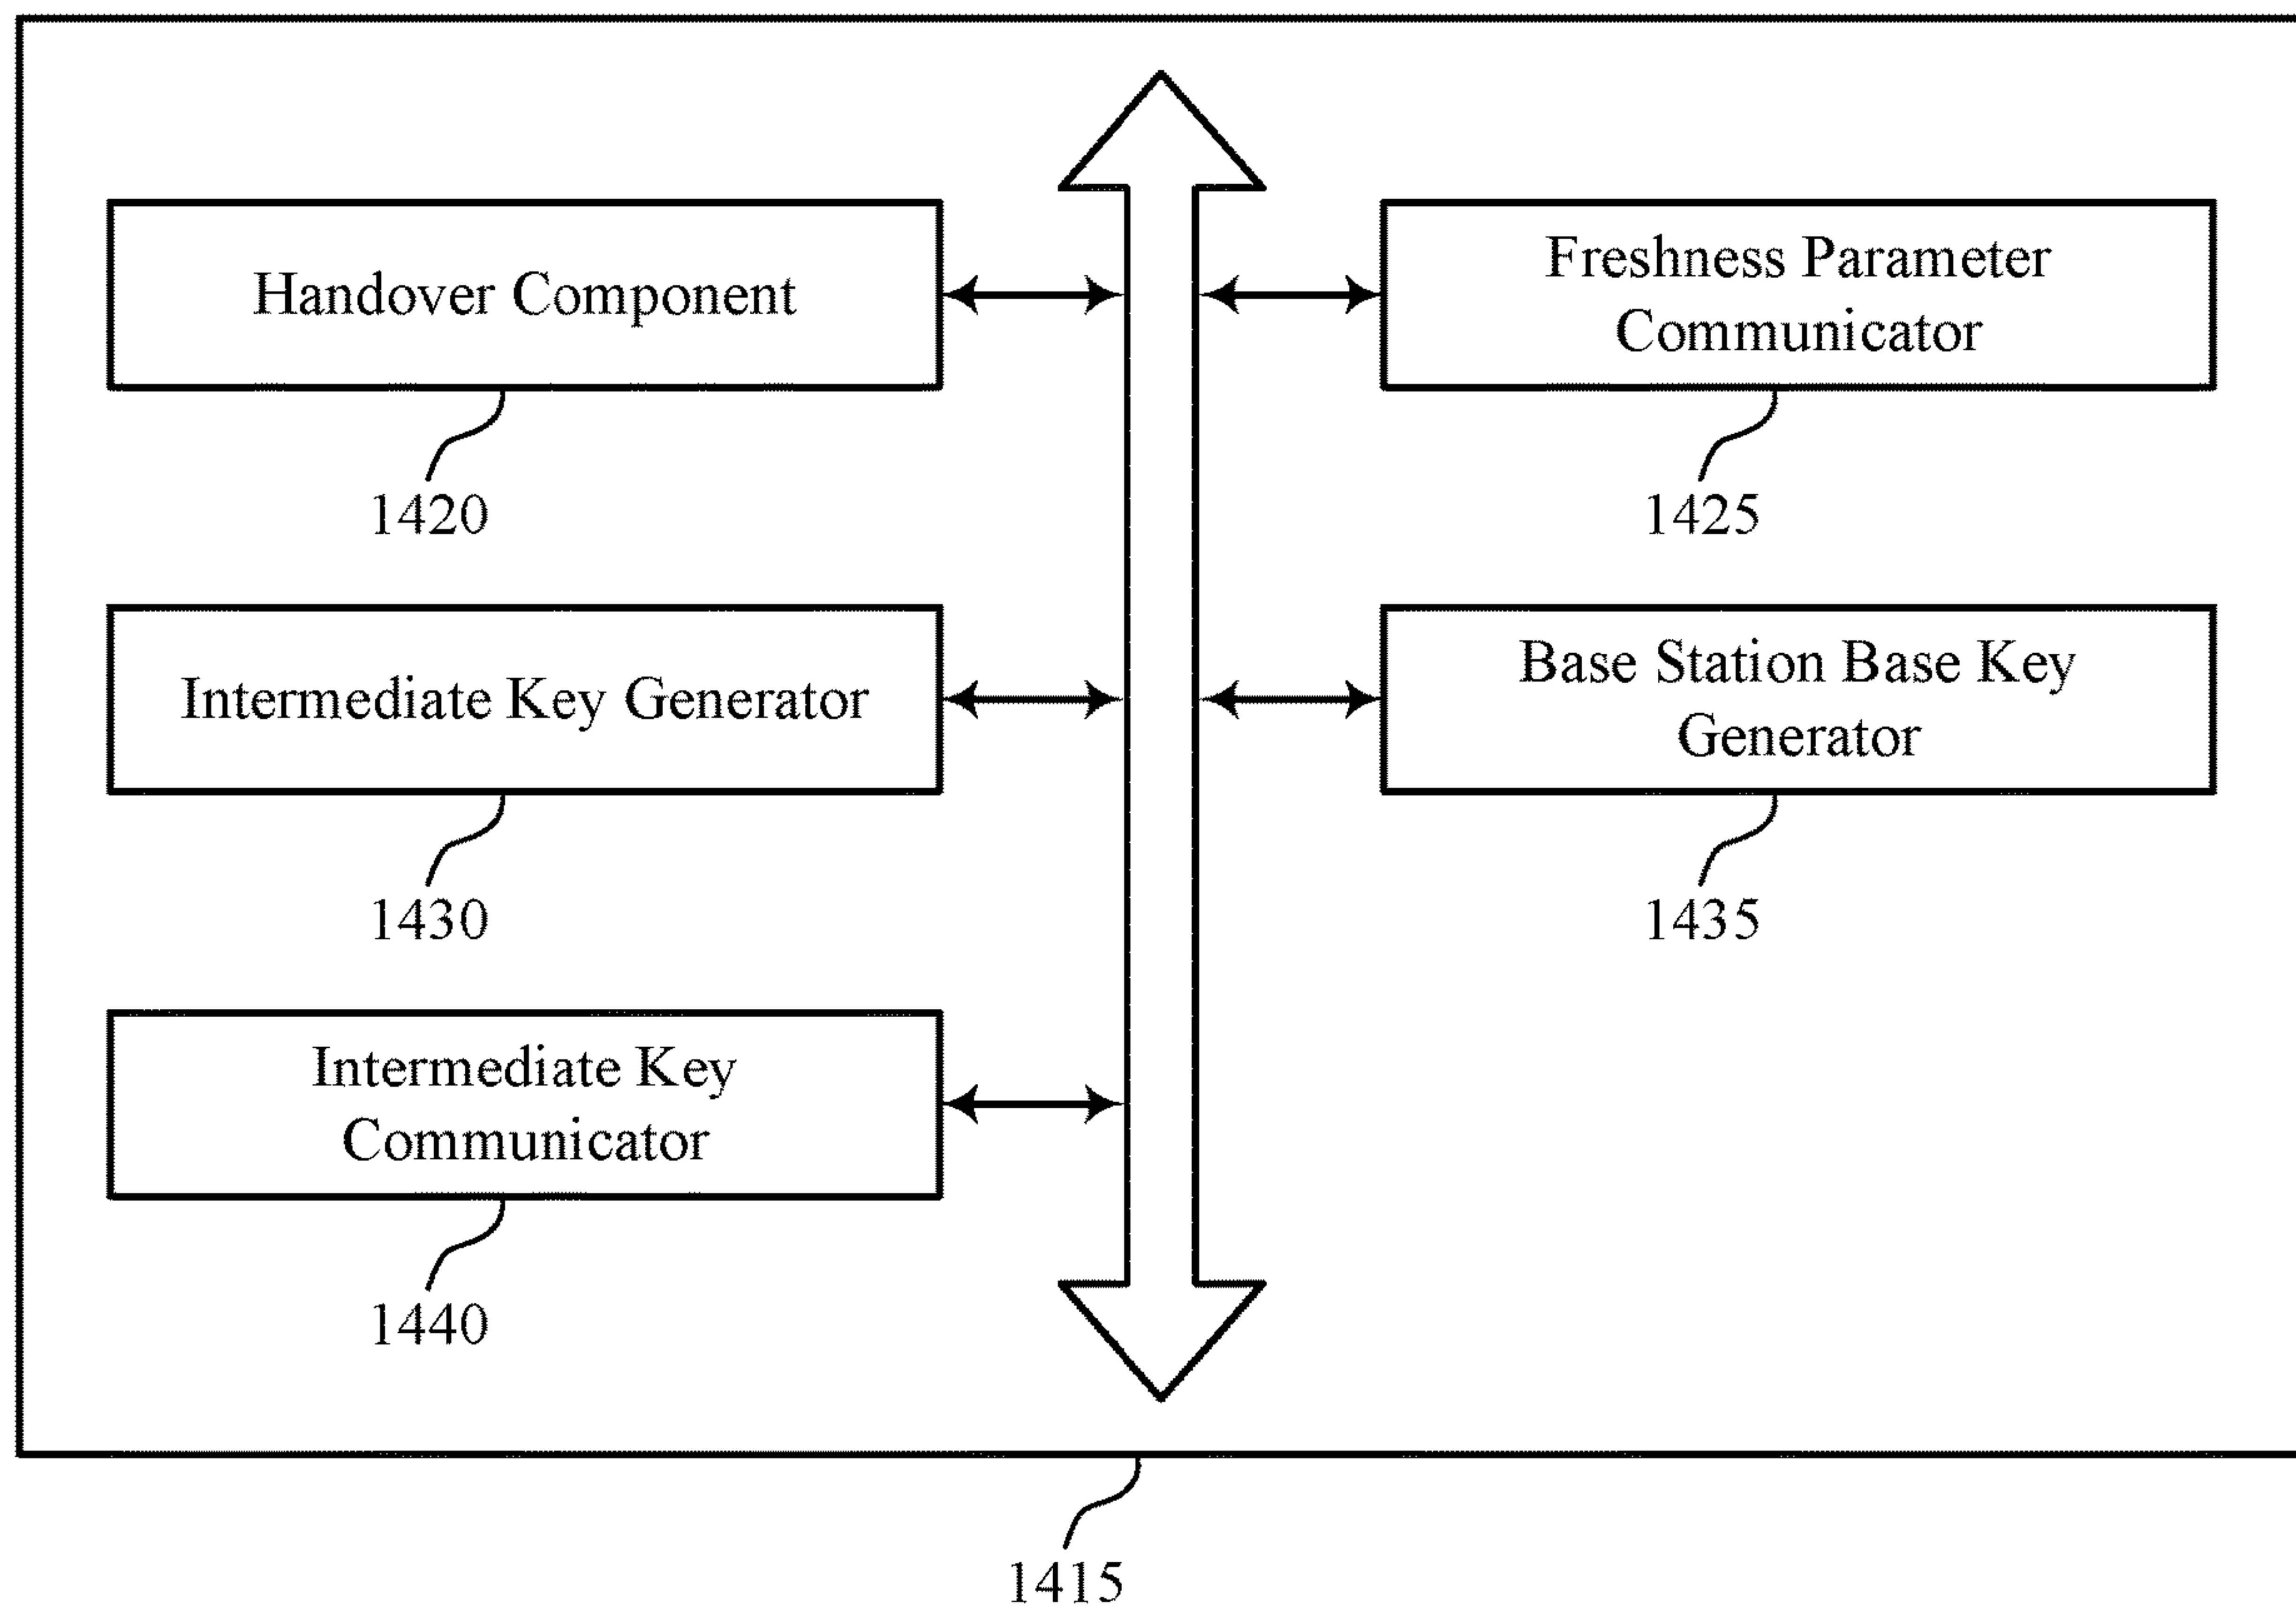 Handover Component
1420
Freshness Parameter
Communicator
1425
Intermediate Key Generator
1430
Base Station Base Key
Generator
1435
Intermediate Key
Communicator
1440
1415